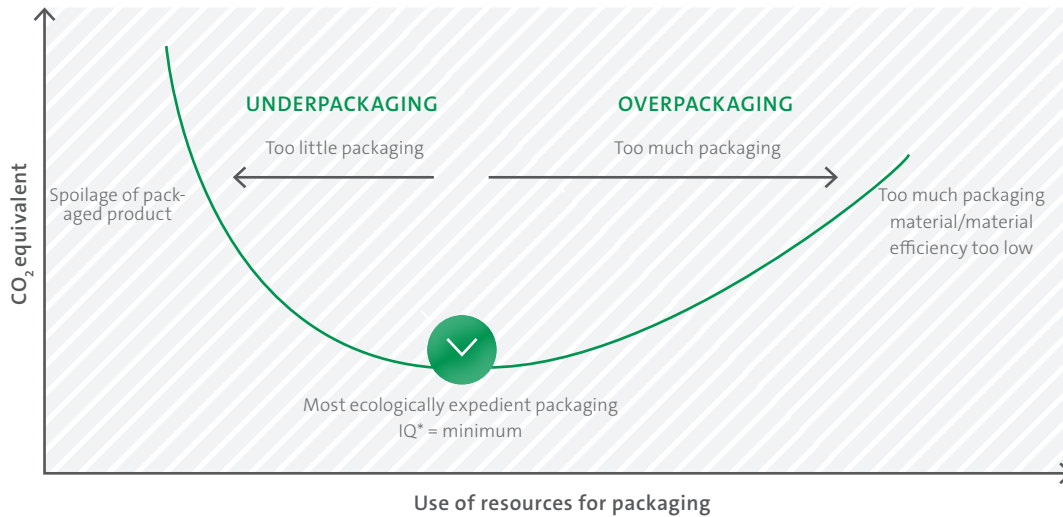 UNDERPACKAGING
Too little packaging
OVERPACKAGING
Too much packaging
Spoilage of pack-
aged product
Too much packaging
material/material
efficiency too low
CO₂ equivalent
Most ecologically expedient packaging
IQ* = minimum
Use of resources for packaging